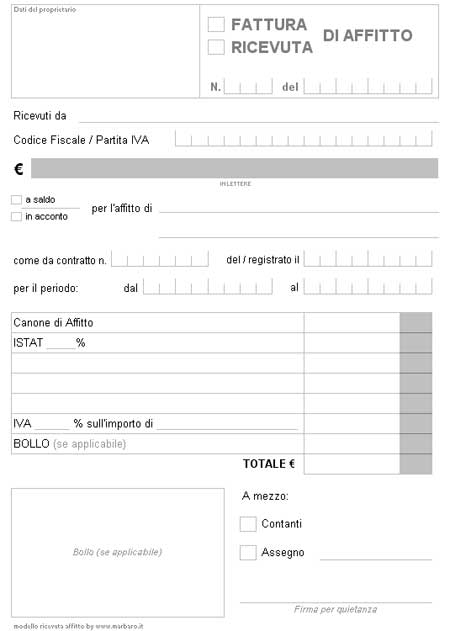 Dati del proprietario
FATTURA
RICEVUTA
DI AFFITTO
N. del
Ricevuti da
Codice Fiscale / Partita IVA
€
IN LETTERE
a saldo
in acconto
per l'affitto di
come da contratto n. del / registrato il
per il periodo: dal al
Canone di Affitto
ISTAT _____%
IVA ______ % sull'importo di ________________________
BOLLO (se applicabile)
TOTALE €
A mezzo:
Contanti
Bollo (se applicabile)
Assegno
Firma per quietanza
modello ricevuta affitto by www.marbaro.it